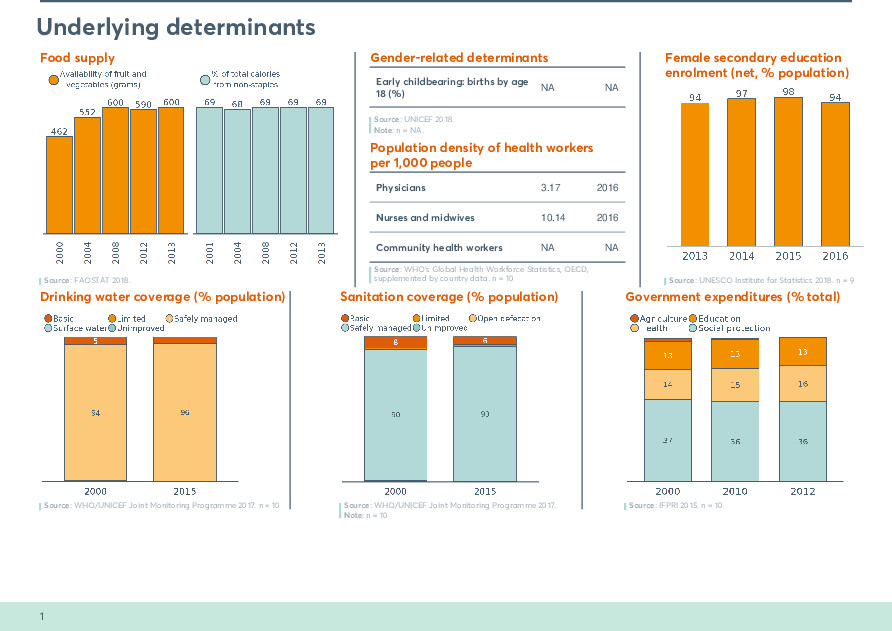 Underlying determinants
Food supply
Availability of fruit and
vegetables (grams)
% of total calories
from non-staples
462
552
600
590
600
69
68
69
69
69
2000
2004
2008
2012
2013
2001
2004
2008
2012
2013
Source: FAOSTAT 2018.
Gender-related determinants
Early childbearing: births by age
18 (%)
NA
NA
Source: UNICEF 2018.
Note: n = NA.
Population density of health workers
per 1,000 people
Physicians 3.17 2016
Nurses and midwives 10.14 2016
Community health workers NA NA
Source: WHO's Global Health Workforce Statistics, OECD,
supplemented by country data. n = 10
Female secondary education
enrolment (net, % population)
94
97
98
94
2013
2014
2015
2016
Source: UNESCO Institute for Statistics 2018. n = 9
Drinking water coverage (% population)
Basic
Limited
Safely managed
Surface water
Unimproved
5
94
96
2000
2015
Source: WHO/UNICEF Joint Monitoring Programme 2017. n = 10
Sanitation coverage (% population)
Basic
Limited
Open defecation
Safely managed
Unimproved
8
6
90
90
2000
2015
Source: WHO/UNICEF Joint Monitoring Programme 2017.
Note: n = 10
Government expenditures (% total)
Agriculture
Education
Health
Social protection
13
14
37
13
15
36
13
16
36
2000
2010
2012
Source: IFPRI 2015. n = 10
1